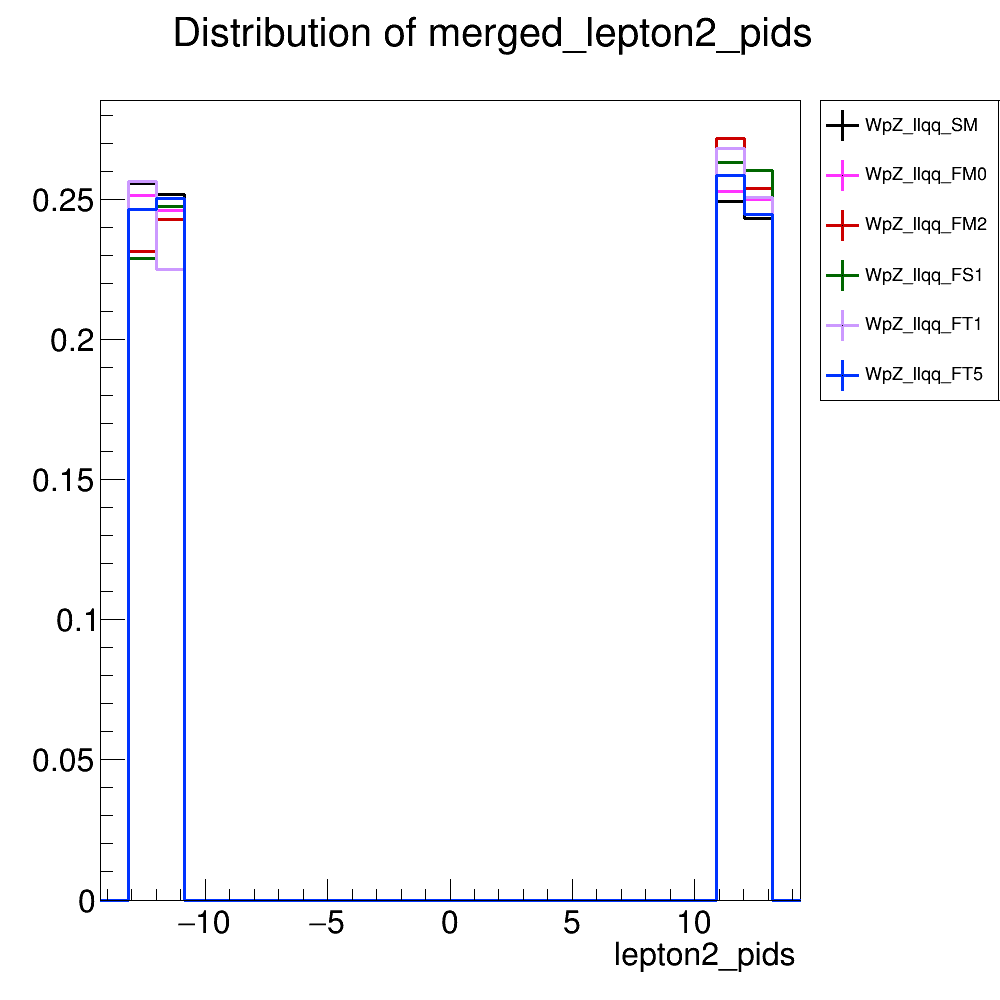 Distribution of merged_lepton2_pids
WpZ_llqq_SM
WpZ_llqq_FM0
WpZ_llqq_FM2
WpZ_llqq_FS1
WpZ_llqq_FT1
WpZ_llqq_FT5
0.25
0.2
0.15
0.1
0.05
0
−10 −5 0 5 10
lepton2_pids